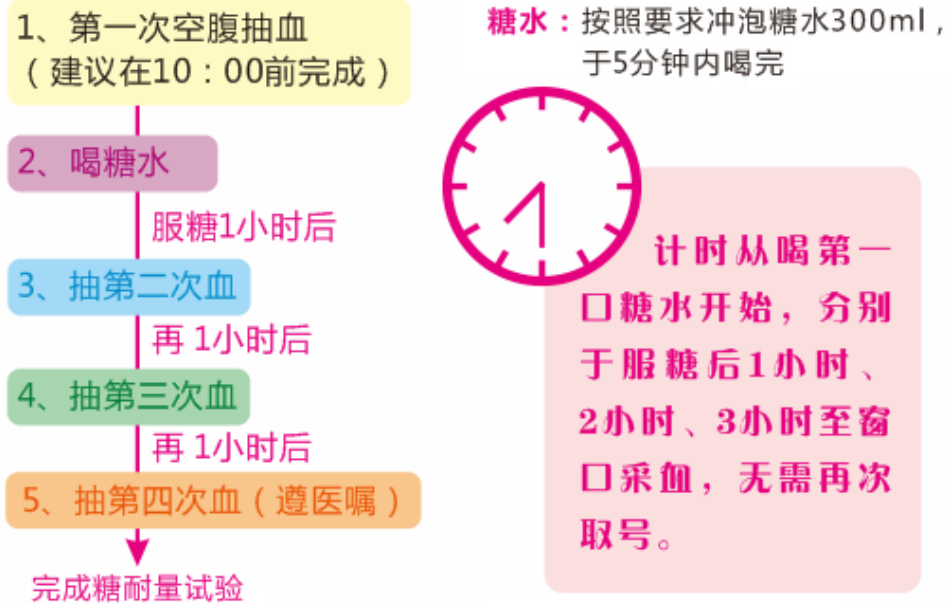 1、第一次空腹抽血
（建议在10：00前完成）
2、喝糖水
服糖1小时后
3、抽第二次血
再 1小时后
4、抽第三次血
再 1小时后
5、抽第四次血（遵医嘱）
完成糖耐量试验
糖水：按照要求冲泡糖水300ml，
于5分钟内喝完
计时从喝第一
口糖水开始，分别
于服糖后1小时、
2小时、3小时至窗
口采血，无需再次
取号。